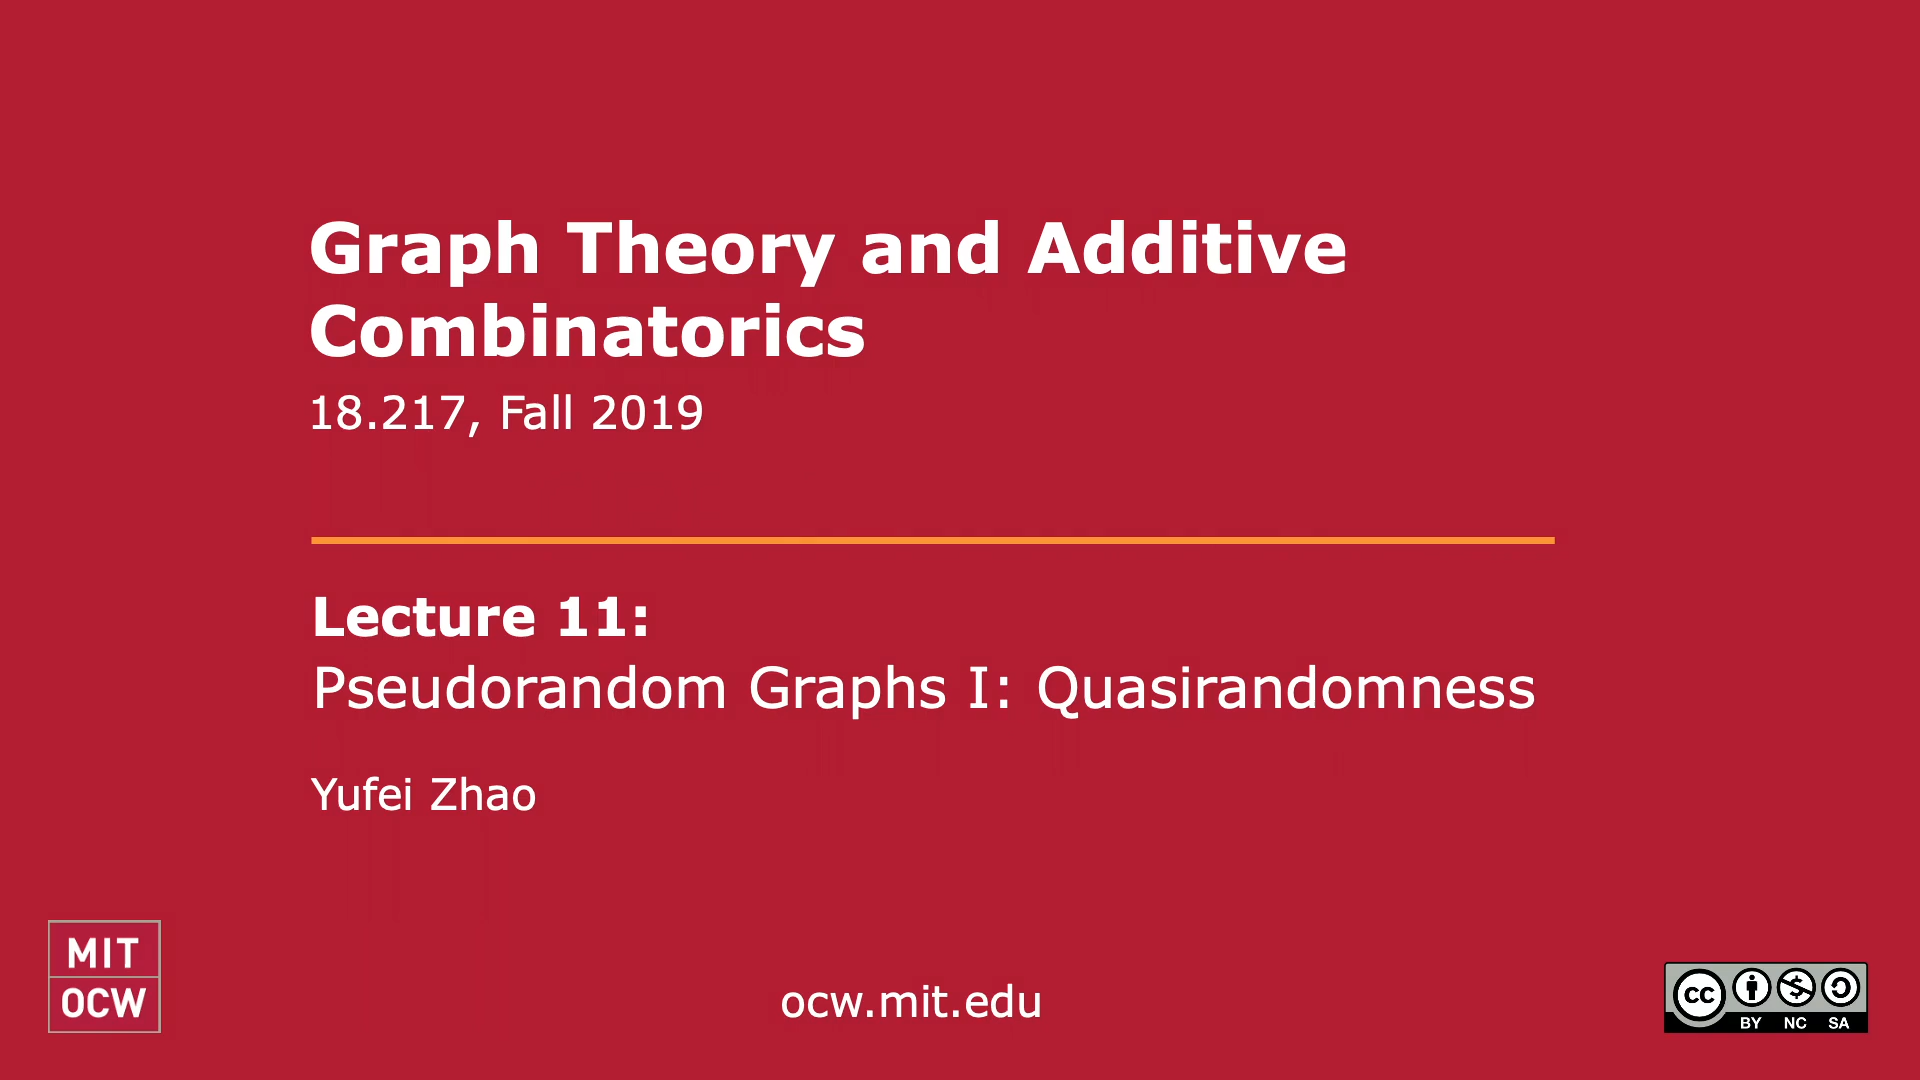 Graph Theory and Additive
Combinatorics
18.217, Fall 2019
Lecture 11:
Pseudorandom Graphs I: Quasirandomness
Yufei Zhao
MIT
OCW
ocw.mit.edu
cc
BY NC SA